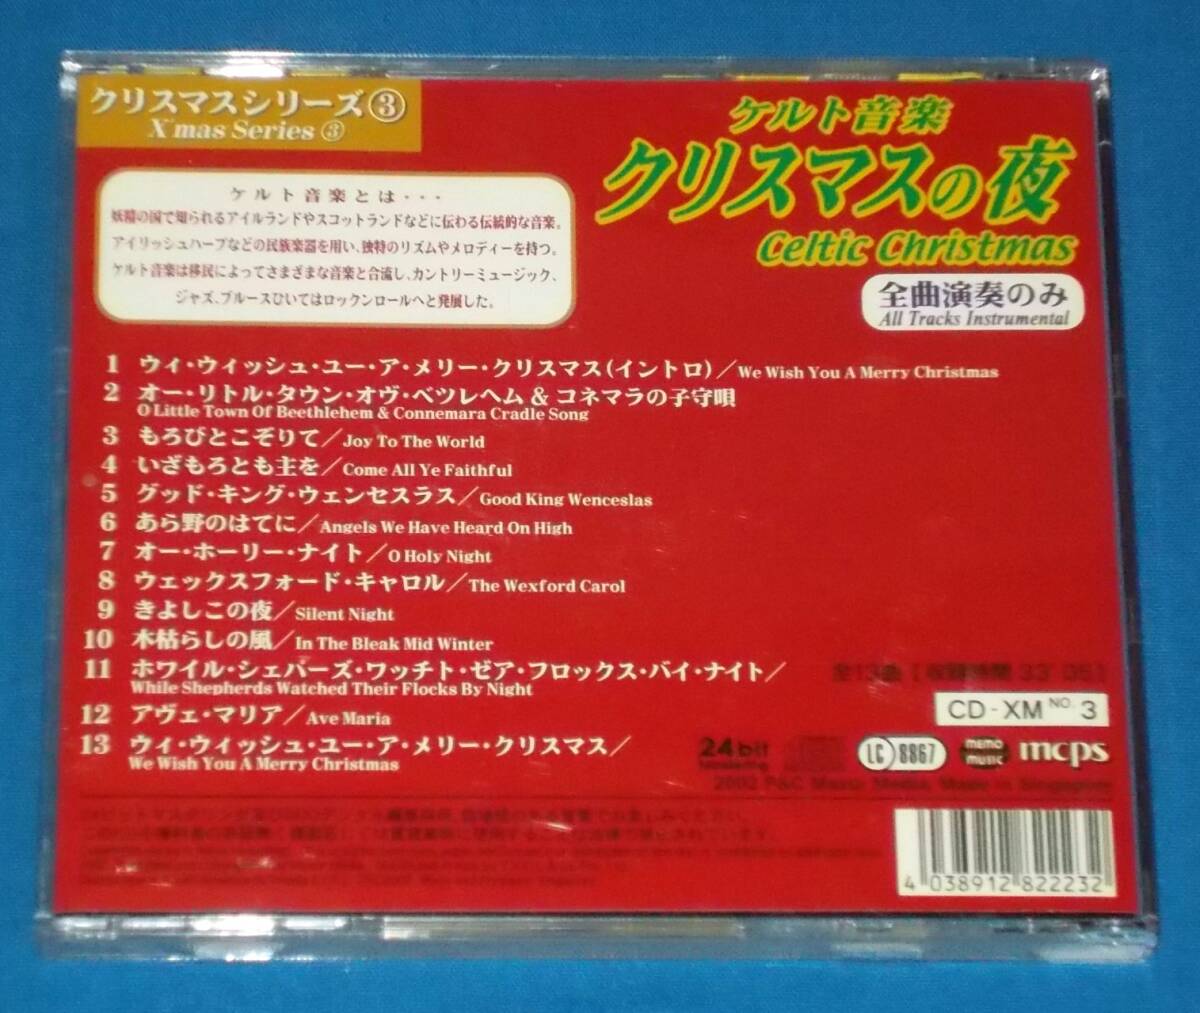 クリスマスシリーズ③
X'mas Series ③
ケルト音楽
クリスマスの夜
Celtic Christmas
全曲演奏のみ
All Tracks Instrumental
ケルト音楽とは・・・
妖精の国で知られるアイルランドやスコットランドなどに伝わる伝統的な音楽。
アイリッシュハープなどの民族楽器を用い、独特のリズムやメロディーを持つ。
ケルト音楽は移民によってさまざまな音楽と合流し、カントリーミュージック、
ジャズ、ブルースひいてはロックンロールへと発展した。
1 ウィ・ウィッシュ・ユー・ア・メリー・クリスマス(イントロ)／We Wish You A Merry Christmas
2 オー・リトル・タウン・オヴ・ベツレヘム & コネマラの子守唄
O Little Town Of Beethlehem & Connemara Cradle Song
3 もろびとこぞりて／Joy To The World
4 いざもろとも主を／Come All Ye Faithful
5 グッド・キング・ウェンセスラス／Good King Wenceslas
6 あら野のはてに／Angels We Have Heard On High
7 オー・ホーリー・ナイト／O Holy Night
8 ウェックスフォード・キャロル／The Wexford Carol
9 きよしこの夜／Silent Night
10 木枯らしの風／In The Bleak Mid Winter
11 ホワイル・シェパーズ・ワッチト・ゼア・フロックス・バイ・ナイト／
While Shepherds Watched Their Flocks By Night
12 アヴェ・マリア／Ave Maria
13 ウィ・ウィッシュ・ユー・ア・メリー・クリスマス／
We Wish You A Merry Christmas
全13曲 [収録時間 33' 05]
CD-XM NO. 3
24bit
LC 8867
MEMO MUSIC
mcps
Made in Singapore
4 038912 822232